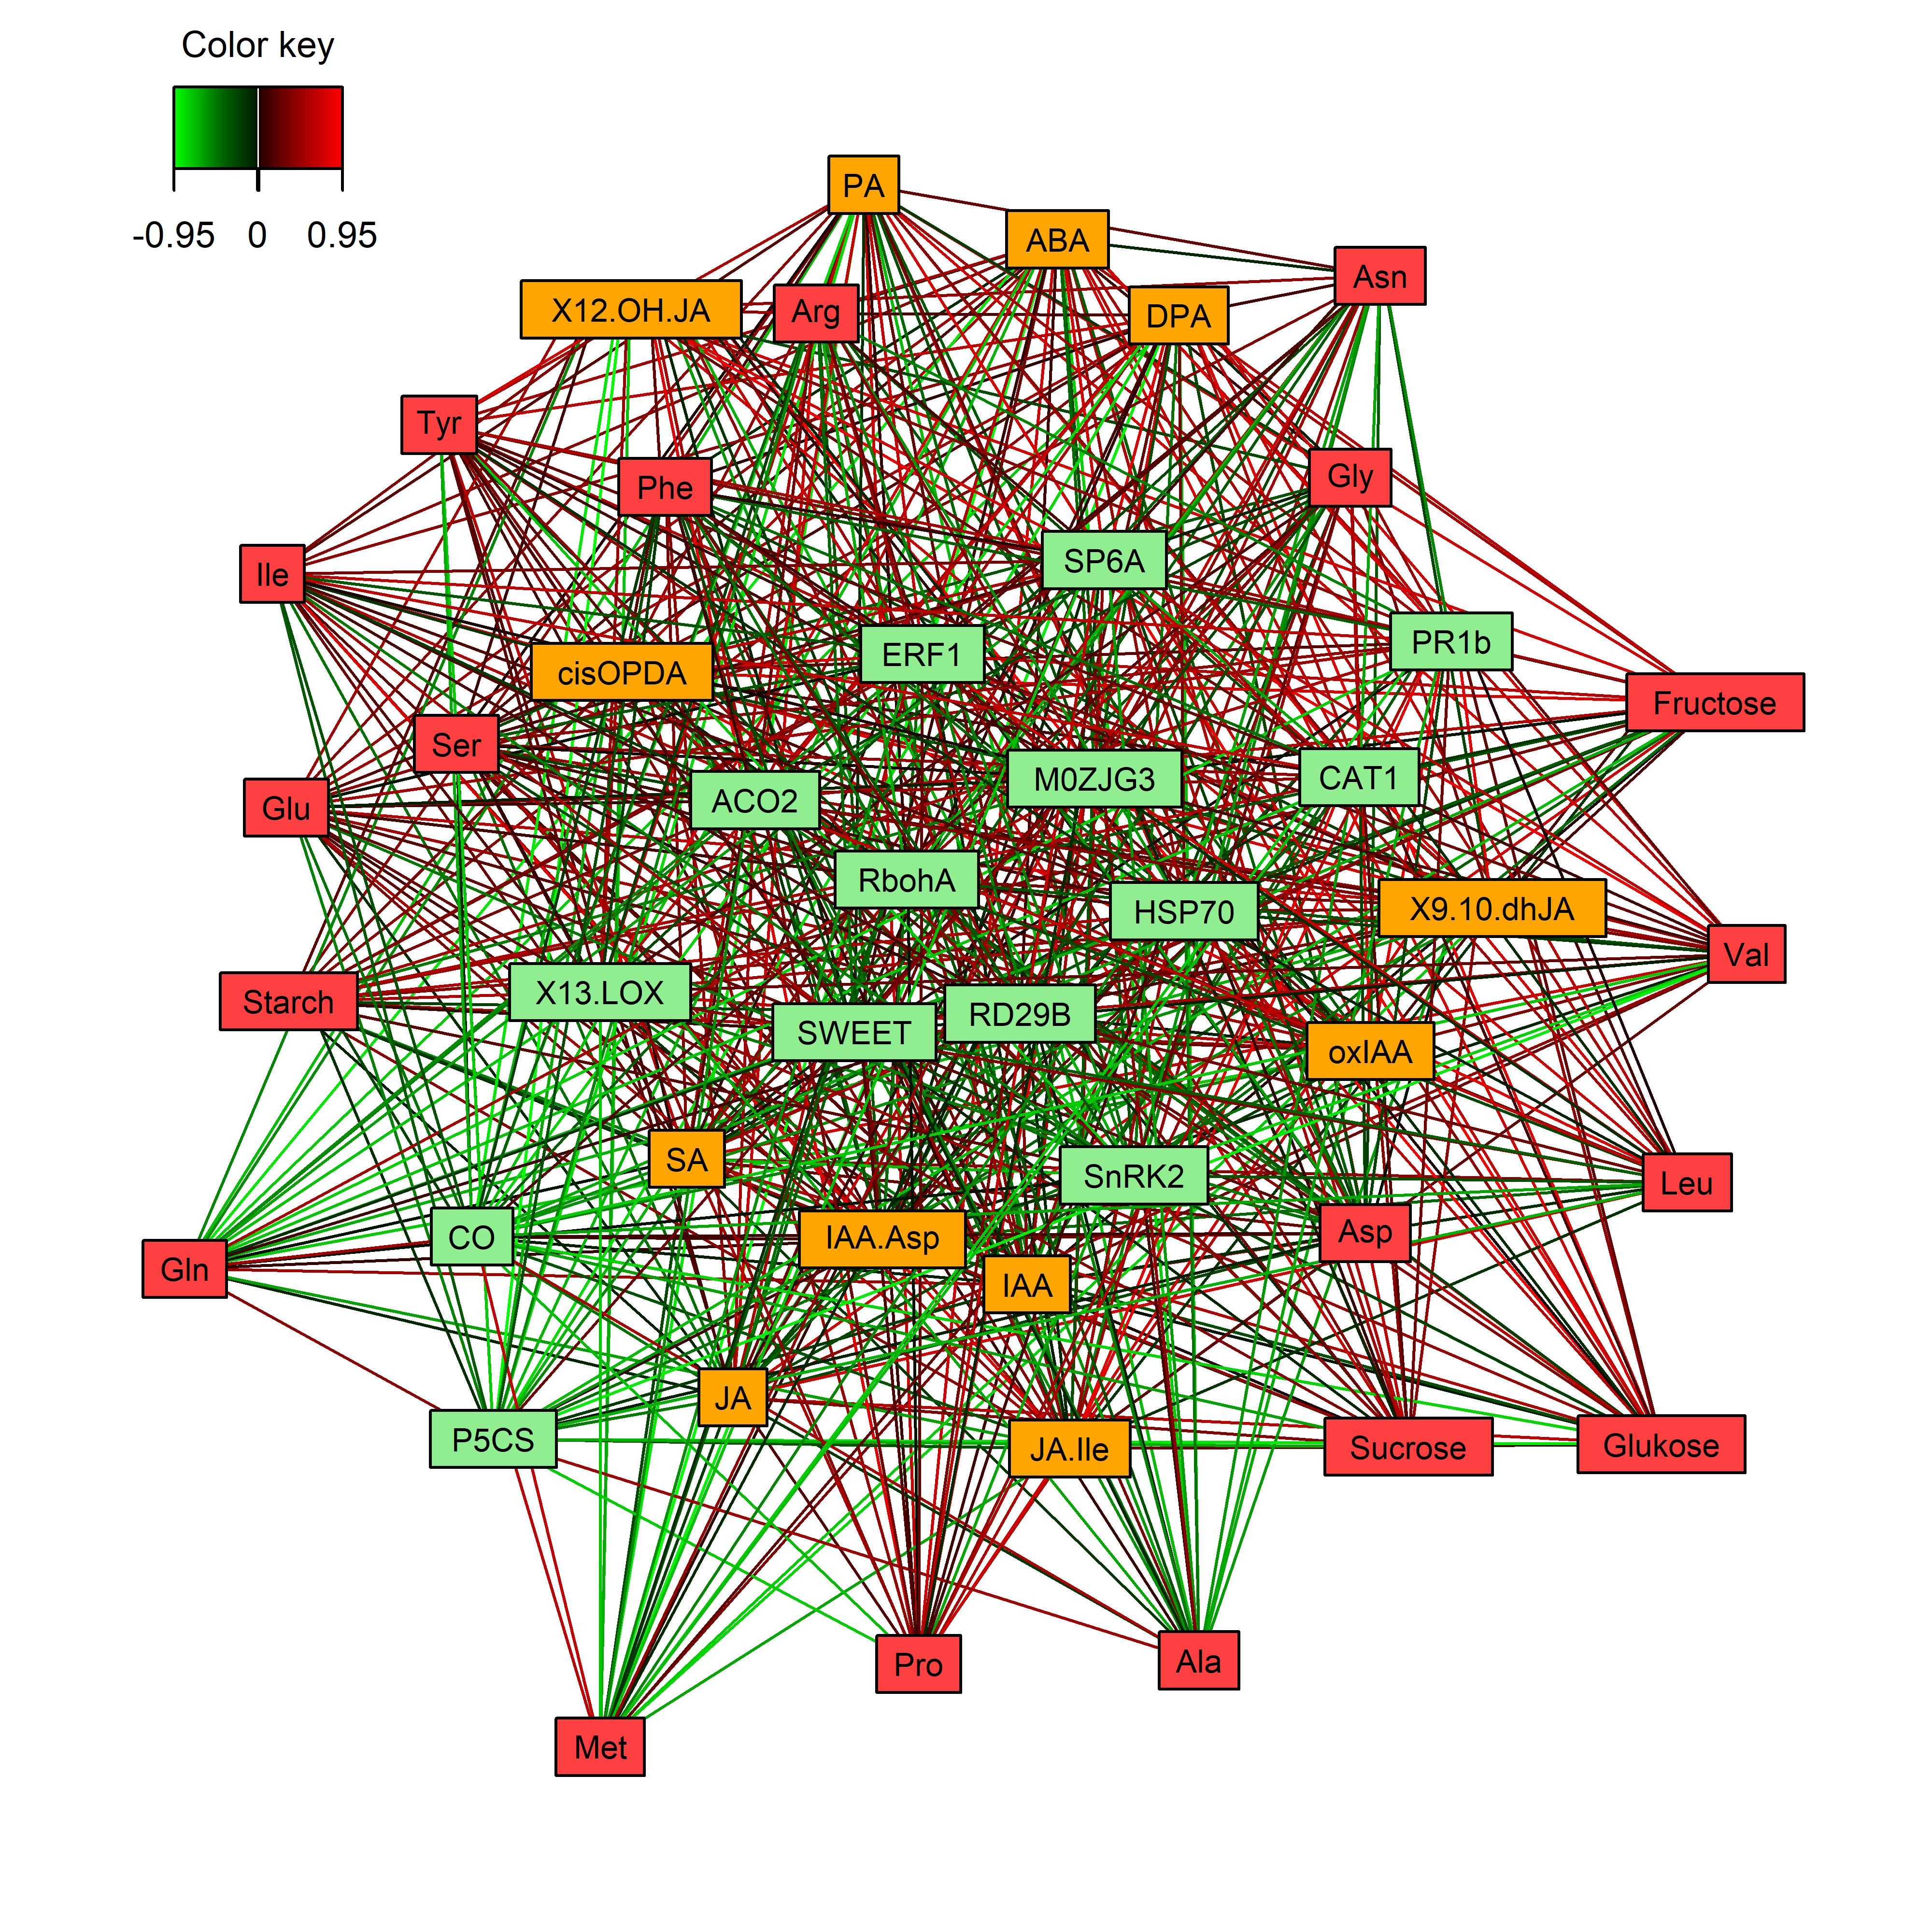 Color key
-0.95 0 0.95
PA
ABA
Asn
X12.OH.JA
Arg
DPA
Tyr
Phe
Gly
SP6A
Ile
ERF1
PR1b
cisOPDA
Fructose
Ser
M0ZJG3
CAT1
ACO2
Glu
RbohA
HSP70
X9.10.dhJA
Val
X13.LOX
Starch
SWEET
RD29B
oxIAA
SA
SnRK2
Leu
CO
IAA.Asp
Asp
Gln
IAA
JA
P5CS
JA.Ile
Sucrose
Glukose
Pro
Ala
Met